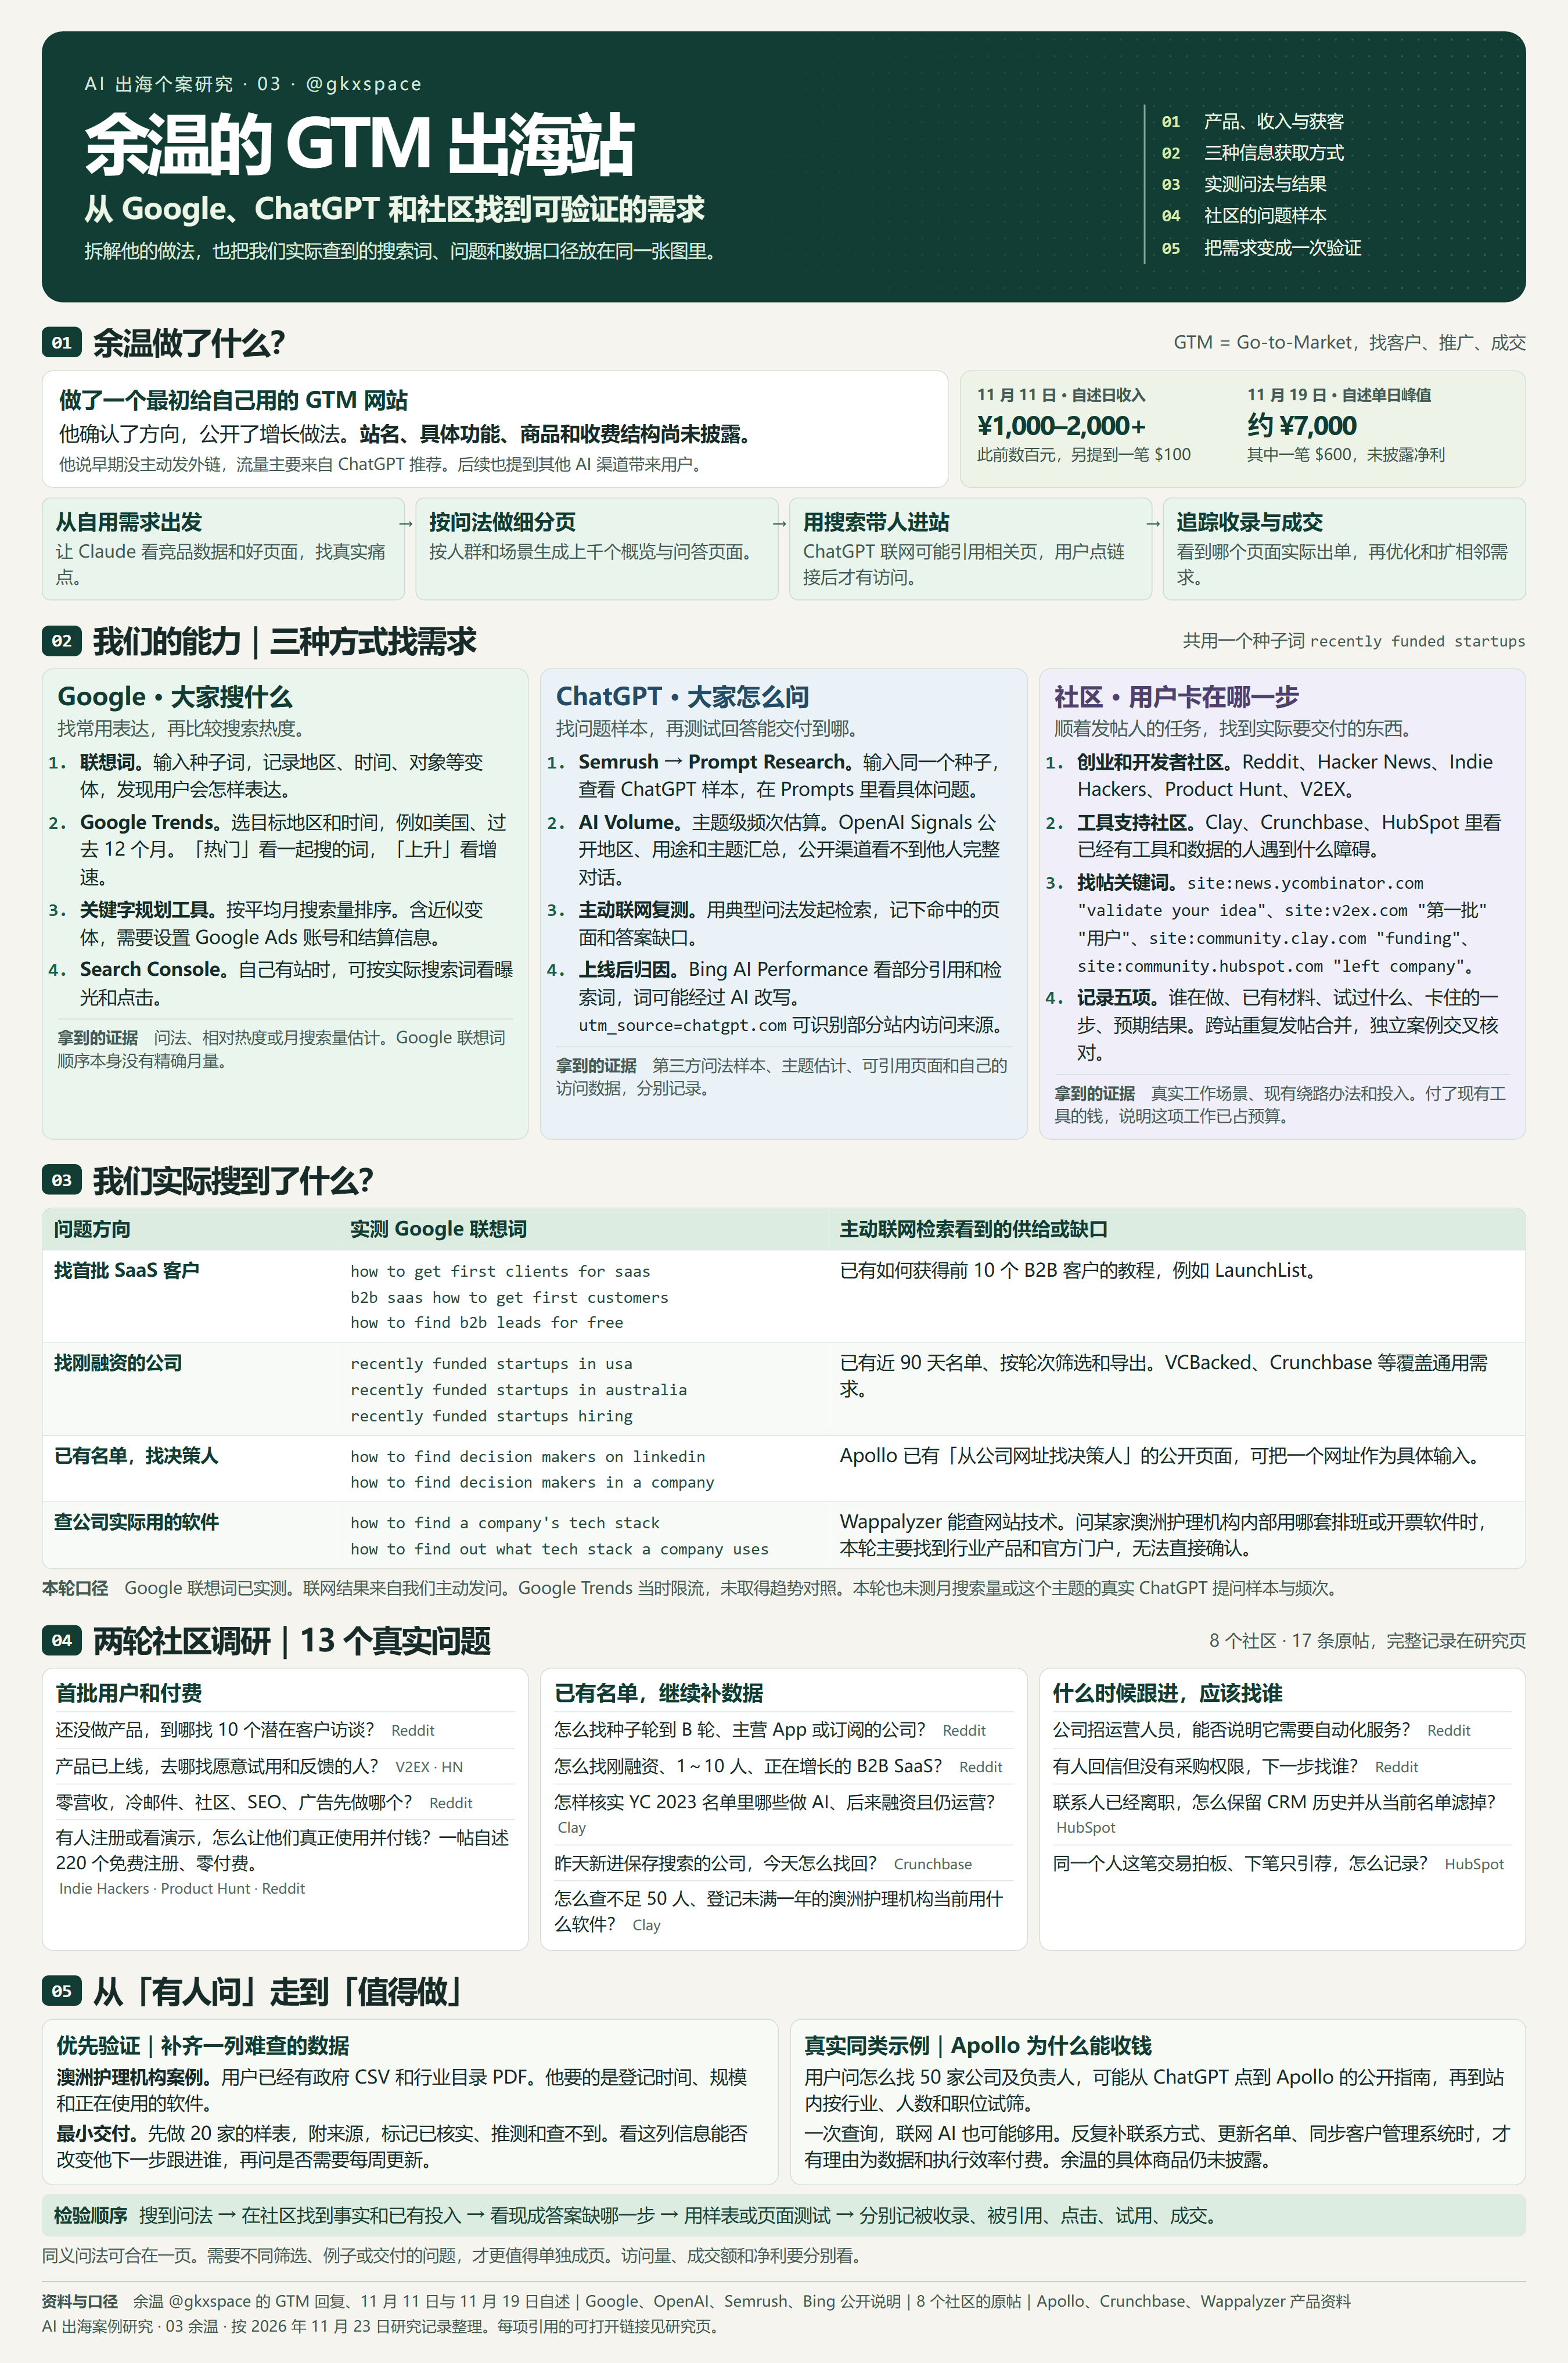 AI 出海个案研究 · 03 · @gkxspace
余温的 GTM 出海站
从 Google、ChatGPT 和社区找到可验证的需求
拆解他的做法，也把我们实际查到的搜索词、问题和数据口径放在同一张图里。
01 产品、收入与获客
02 三种信息获取方式
03 实测问法与结果
04 社区的问题样本
05 把需求变成一次验证
01 余温做了什么？
GTM = Go-to-Market，找客户、推广、成交
做了一个最初给自己用的 GTM 网站
他确认了方向，公开了增长做法。站名、具体功能、商品和收费结构尚未披露。
他说早期没主动发外链，流量主要来自 ChatGPT 推荐。后续也提到其他 AI 渠道带来用户。
11 月 11 日 · 自述日收入
¥1,000–2,000+
此前数百元，另提到一笔 $100
11 月 19 日 · 自述单日峰值
约 ¥7,000
其中一笔 $600，未披露净利
从自用需求出发
让 Claude 看竞品数据和好页面，找真实痛
点。
→
按问法做细分页
按人群和场景生成上千个概览与问答页面。
→
用搜索带人进站
ChatGPT 联网可能引用相关页，用户点链
接后才有访问。
→
追踪收录与成交
看到哪个页面实际出单，再优化和扩相邻需
求。
02 我们的能力｜三种方式找需求
共用一个种子词 recently funded startups
Google · 大家搜什么
找常用表达，再比较搜索热度。
1. 联想词。输入种子词，记录地区、时间、对象等变
体，发现用户会怎样表达。
2. Google Trends。选目标地区和时间，例如美国、过
去 12 个月。「热门」看一起搜的词，「上升」看增
速。
3. 关键字规划工具。按平均月搜索量排序。含近似变
体，需要设置 Google Ads 账号和结算信息。
4. Search Console。自己有站时，可按实际搜索词看曝
光和点击。
拿到的证据 问法、相对热度或月搜索量估计。Google 联想词
顺序本身没有精确月量。
ChatGPT · 大家怎么问
找问题样本，再测试回答能交付到哪。
1. Semrush → Prompt Research。输入同一个种子，
查看 ChatGPT 样本，在 Prompts 里看具体问题。
2. AI Volume。主题级频次估算。OpenAI Signals 公
开地区、用途和主题汇总，公开渠道看不到他人完整
对话。
3. 主动联网复测。用典型问法发起检索，记下命中的页
面和答案缺口。
4. 上线后归因。Bing AI Performance 看部分引用和检
索词，词可能经过 AI 改写。
utm_source=chatgpt.com 可识别部分站内访问来源。
拿到的证据 第三方问法样本、主题估计、可引用页面和自己的
访问数据，分别记录。
社区 · 用户卡在哪一步
顺着发帖人的任务，找到实际要交付的东西。
1. 创业和开发者社区。Reddit、Hacker News、Indie
Hackers、Product Hunt、V2EX。
2. 工具支持社区。Clay、Crunchbase、HubSpot 里看
已经有工具和数据的人遇到什么障碍。
3. 找帖关键词。site:news.ycombinator.com
"validate your idea"、site:v2ex.com "第一批"
"用户"、site:community.clay.com "funding"、
site:community.hubspot.com "left company"。
4. 记录五项。谁在做、已有材料、试过什么、卡住的一
步、预期结果。跨站重复发帖合并，独立案例交叉核
对。
拿到的证据 真实工作场景、现有绕路办法和投入。付了现有工
具的钱，说明这项工作已占预算。
03 我们实际搜到了什么？
问题方向 实测 Google 联想词 主动联网检索看到的供给或缺口
找首批 SaaS 客户
how to get first clients for saas
b2b saas how to get first customers
how to find b2b leads for free
已有如何获得前 10 个 B2B 客户的教程，例如 LaunchList。
找刚融资的公司
recently funded startups in usa
recently funded startups in australia
recently funded startups hiring
已有近 90 天名单、按轮次筛选和导出。VCBacked、Crunchbase 等覆盖通用需
求。
已有名单，找决策人
how to find decision makers on linkedin
how to find decision makers in a company
Apollo 已有「从公司网址找决策人」的公开页面，可把一个网址作为具体输入。
查公司实际用的软件
how to find a company's tech stack
how to find out what tech stack a company uses
Wappalyzer 能查网站技术。问某家澳洲护理机构内部用哪套排班或开票软件时，
本轮主要找到行业产品和官方门户，无法直接确认。
本轮口径 Google 联想词已实测。联网结果来自我们主动发问。Google Trends 当时限流，未取得趋势对照。本轮也未测月搜索量或这个主题的真实 ChatGPT 提问样本与频次。
04 两轮社区调研｜13 个真实问题
8 个社区 · 17 条原帖，完整记录在研究页
首批用户和付费
还没做产品，到哪找 10 个潜在客户访谈？ Reddit
产品已上线，去哪找愿意试用和反馈的人？ V2EX · HN
零营收，冷邮件、社区、SEO、广告先做哪个？ Reddit
有人注册或看演示，怎么让他们真正使用并付钱？一帖自述
220 个免费注册、零付费。
Indie Hackers · Product Hunt · Reddit
已有名单，继续补数据
怎么找种子轮到 B 轮、主营 App 或订阅的公司？ Reddit
怎么找刚融资、1～10 人、正在增长的 B2B SaaS？ Reddit
怎样核实 YC 2023 名单里哪些做 AI、后来融资且仍运营？
Clay
昨天新进保存搜索的公司，今天怎么找回？ Crunchbase
怎么查不足 50 人、登记未满一年的澳洲护理机构当前用什
么软件？ Clay
什么时候跟进，应该找谁
公司招运营人员，能否说明它需要自动化服务？ Reddit
有人回信但没有采购权限，下一步找谁？ Reddit
联系人已经离职，怎么保留 CRM 历史并从当前名单滤掉？
HubSpot
同一个人这笔交易拍板、下笔只引荐，怎么记录？ HubSpot
05 从「有人问」走到「值得做」
优先验证｜补齐一列难查的数据
澳洲护理机构案例。用户已经有政府 CSV 和行业目录 PDF。他要的是登记时间、规模
和正在使用的软件。
最小交付。先做 20 家的样表，附来源，标记已核实、推测和查不到。看这列信息能否
改变他下一步跟进谁，再问是否需要每周更新。
真实同类示例｜Apollo 为什么能收钱
用户问怎么找 50 家公司及负责人，可能从 ChatGPT 点到 Apollo 的公开指南，再到站
内按行业、人数和职位试筛。
一次查询，联网 AI 也可能够用。反复补联系方式、更新名单、同步客户管理系统时，才
有理由为数据和执行效率付费。余温的具体商品仍未披露。
检验顺序 搜到问法 → 在社区找到事实和已有投入 → 看现成答案缺哪一步 → 用样表或页面测试 → 分别记被收录、被引用、点击、试用、成交。
同义问法可合在一页。需要不同筛选、例子或交付的问题，才更值得单独成页。访问量、成交额和净利要分别看。
资料与口径 余温 @gkxspace 的 GTM 回复、11 月 11 日与 11 月 19 日自述｜Google、OpenAI、Semrush、Bing 公开说明｜8 个社区的原帖｜Apollo、Crunchbase、Wappalyzer 产品资料
AI 出海案例研究 · 03 余温 · 按 2026 年 11 月 23 日研究记录整理。每项引用的可打开链接见研究页。